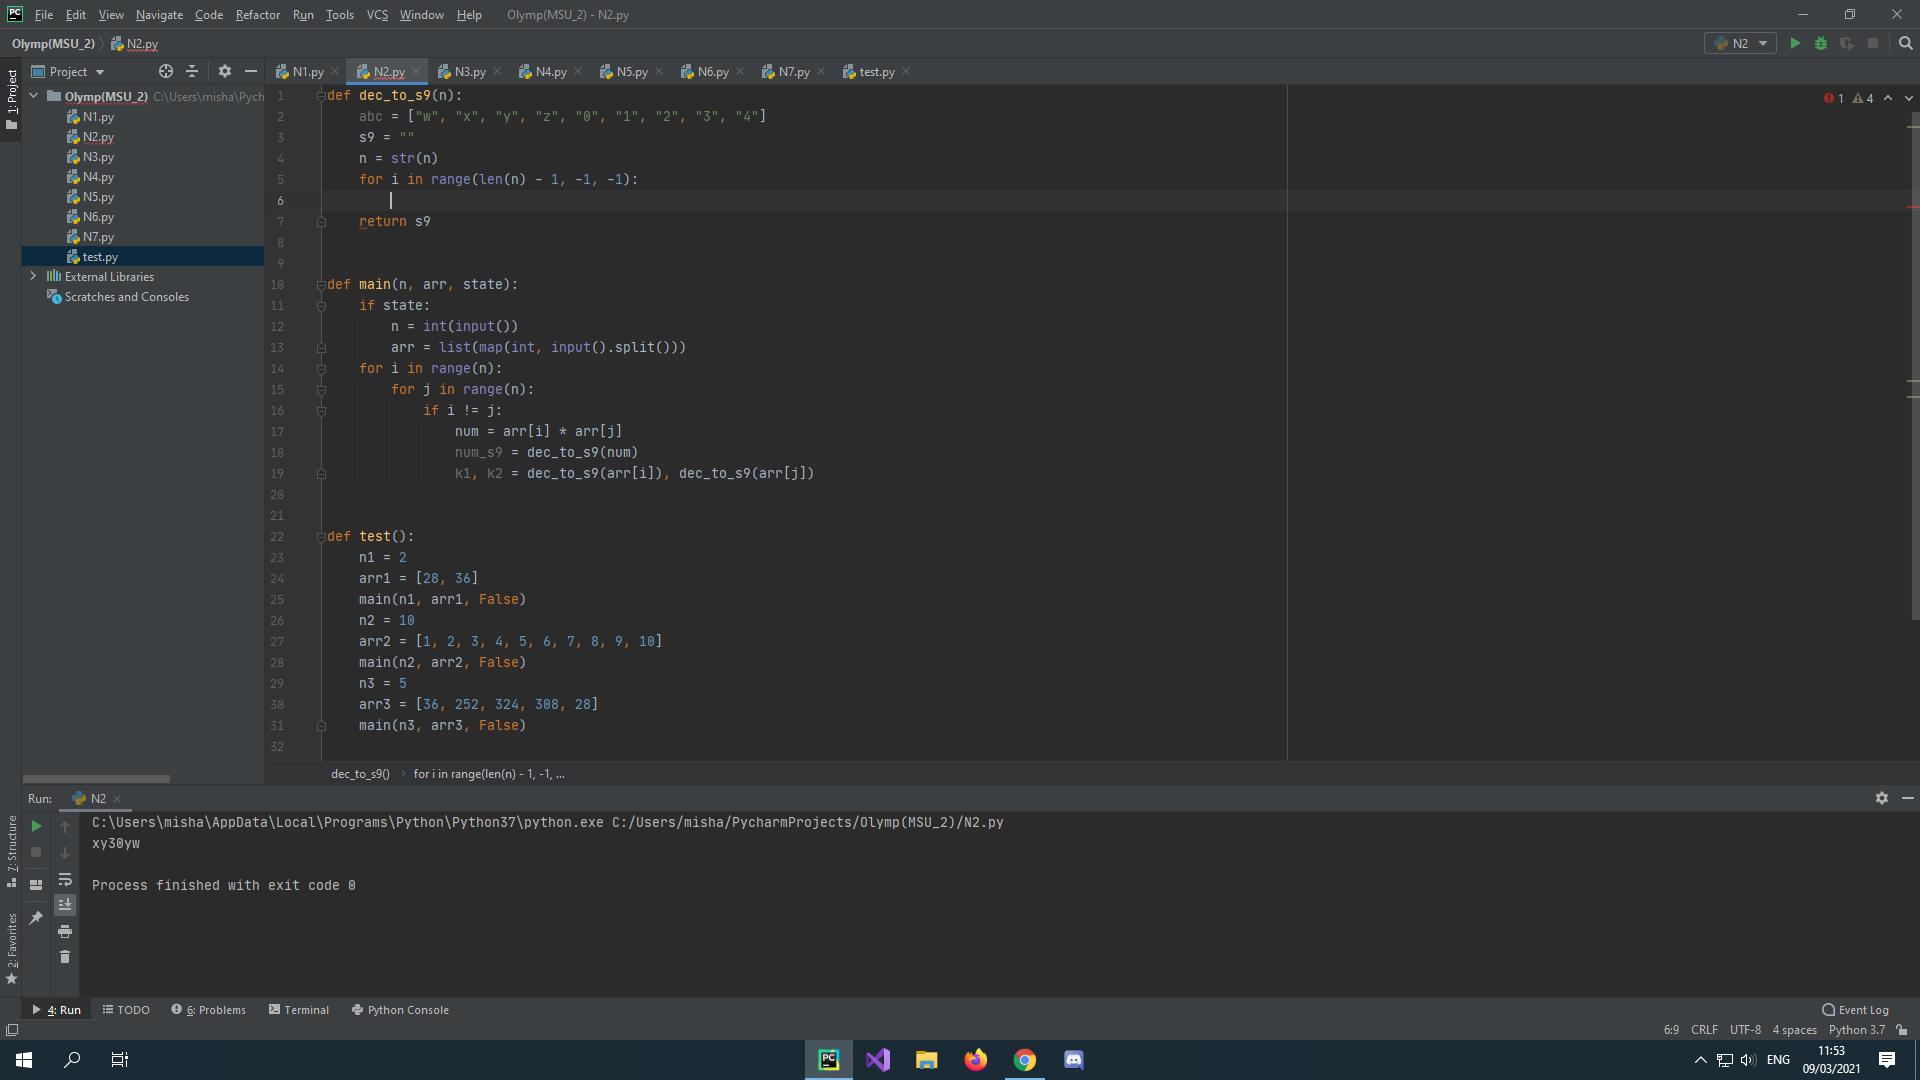 File Edit View Navigate Code Refactor Run Tools VCS Window Help Olymp(MSU_2) - N2.py
Olymp(MSU_2) N2.py N2
1: Project
Project N1.py N2.py N3.py N4.py N5.py N6.py N7.py test.py
Olymp(MSU_2) C:\Users\misha\Pych
N1.py
N2.py
N3.py
N4.py
N5.py
N6.py
N7.py
test.py
External Libraries
Scratches and Consoles
1 4
1 def dec_to_s9(n):
2     abc = ["w", "x", "y", "z", "0", "1", "2", "3", "4"]
3     s9 = ""
4     n = str(n)
5     for i in range(len(n) - 1, -1, -1):
6
7     return s9
8
9
10 def main(n, arr, state):
11     if state:
12         n = int(input())
13         arr = list(map(int, input().split()))
14     for i in range(n):
15         for j in range(n):
16             if i != j:
17                 num = arr[i] * arr[j]
18                 num_s9 = dec_to_s9(num)
19                 k1, k2 = dec_to_s9(arr[i]), dec_to_s9(arr[j])
20
21
22 def test():
23     n1 = 2
24     arr1 = [28, 36]
25     main(n1, arr1, False)
26     n2 = 10
27     arr2 = [1, 2, 3, 4, 5, 6, 7, 8, 9, 10]
28     main(n2, arr2, False)
29     n3 = 5
30     arr3 = [36, 252, 324, 308, 28]
31     main(n3, arr3, False)
32
dec_to_s9() for i in range(len(n) - 1, -1, ...
Run: N2
C:\Users\misha\AppData\Local\Programs\Python\Python37\python.exe C:/Users/misha/PycharmProjects/Olymp(MSU_2)/N2.py
xy30yw
Process finished with exit code 0
7: Structure
2: Favorites
4: Run TODO 6: Problems Terminal Python Console Event Log
6:9 CRLF UTF-8 4 spaces Python 3.7
PC ENG 11:53
09/03/2021